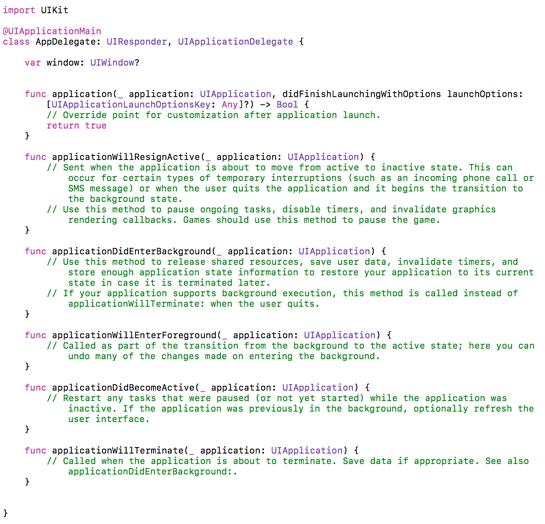 import UIKit
@UIApplicationMain
class AppDelegate: UIResponder, UIApplicationDelegate {
var window: UIWindow?
func application(_ application: UIApplication, didFinishLaunchingWithOptions launchOptions:
[UIApplicationLaunchOptionsKey: Any]?) -> Bool {
// Override point for customization after application launch.
return true
}
func applicationWillResignActive(_ application: UIApplication) {
// Sent when the application is about to move from active to inactive state. This can
occur for certain types of temporary interruptions (such as an incoming phone call or
SMS message) or when the user quits the application and it begins the transition to
the background state.
// Use this method to pause ongoing tasks, disable timers, and invalidate graphics
rendering callbacks. Games should use this method to pause the game.
}
func applicationDidEnterBackground(_ application: UIApplication) {
// Use this method to release shared resources, save user data, invalidate timers, and
store enough application state information to restore your application to its current
state in case it is terminated later.
// If your application supports background execution, this method is called instead of
applicationWillTerminate: when the user quits.
}
func applicationWillEnterForeground(_ application: UIApplication) {
// Called as part of the transition from the background to the active state; here you can
undo many of the changes made on entering the background.
}
func applicationDidBecomeActive(_ application: UIApplication) {
// Restart any tasks that were paused (or not yet started) while the application was
inactive. If the application was previously in the background, optionally refresh the
user interface.
}
func applicationWillTerminate(_ application: UIApplication) {
// Called when the application is about to terminate. Save data if appropriate. See also
applicationDidEnterBackground:.
}
}